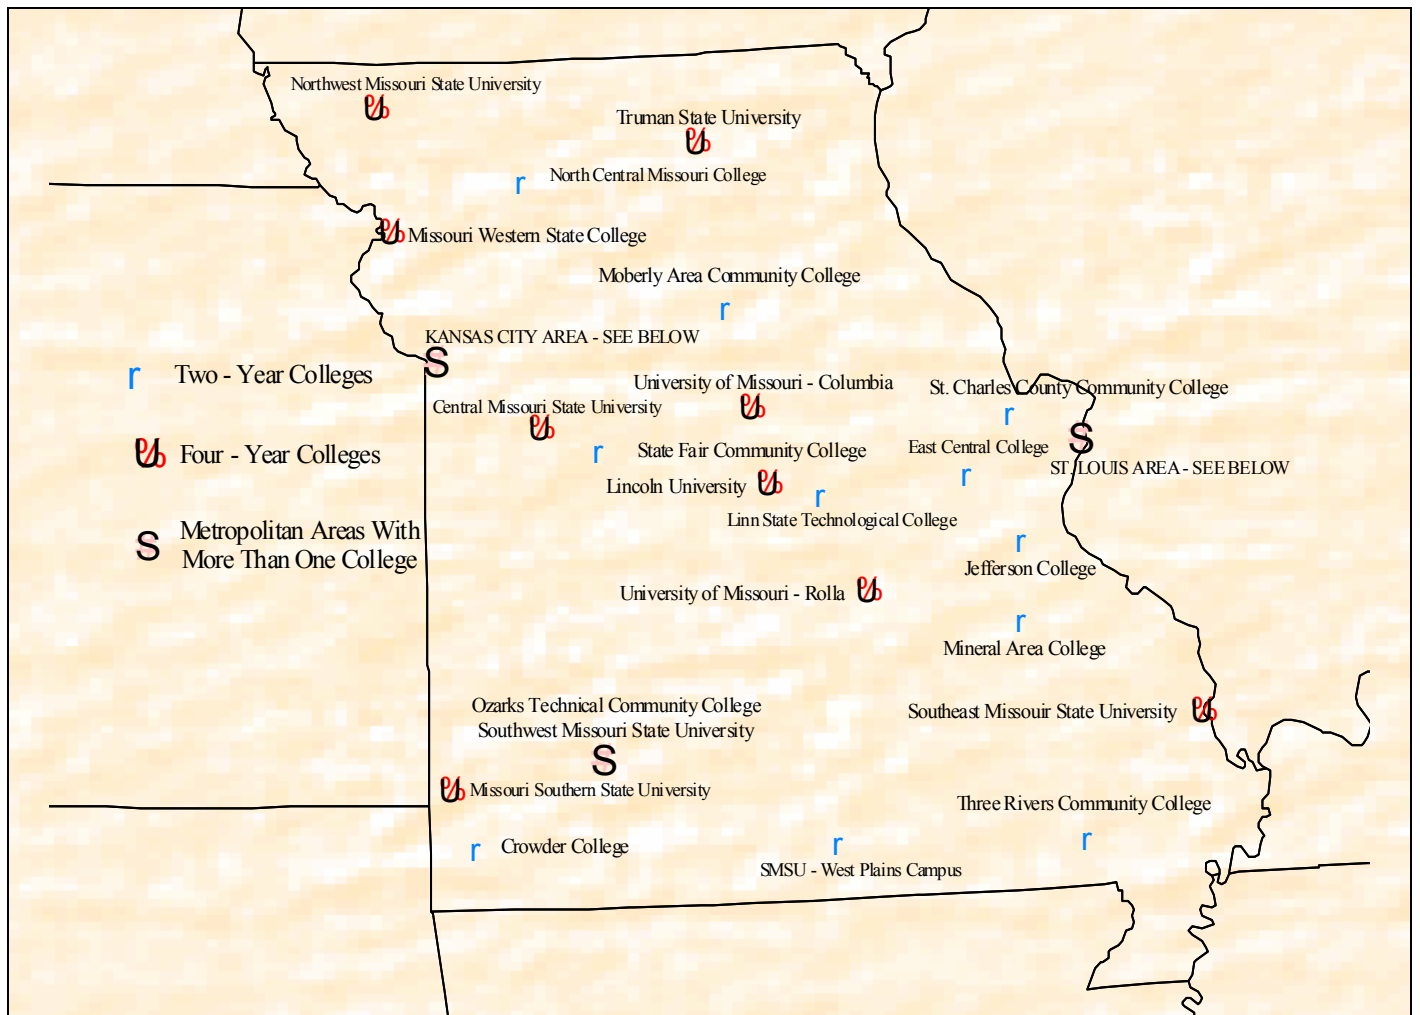 Northwest Missouri State University
Truman State University
North Central Missouri College
Missouri Western State College
Moberly Area Community College
KANSAS CITY AREA - SEE BELOW
r Two - Year Colleges
University of Missouri - Columbia
St. Charles County Community College
Central Missouri State University
State Fair Community College
East Central College
Four - Year Colleges
ST. LOUIS AREA - SEE BELOW
Lincoln University
Linn State Technological College
S Metropolitan Areas With
More Than One College
Jefferson College
University of Missouri - Rolla
Mineral Area College
Ozarks Technical Community College
Southwest Missouri State University
Southeast Missouir State University
Missouri Southern State University
Three Rivers Community College
Crowder College
SMSU - West Plains Campus